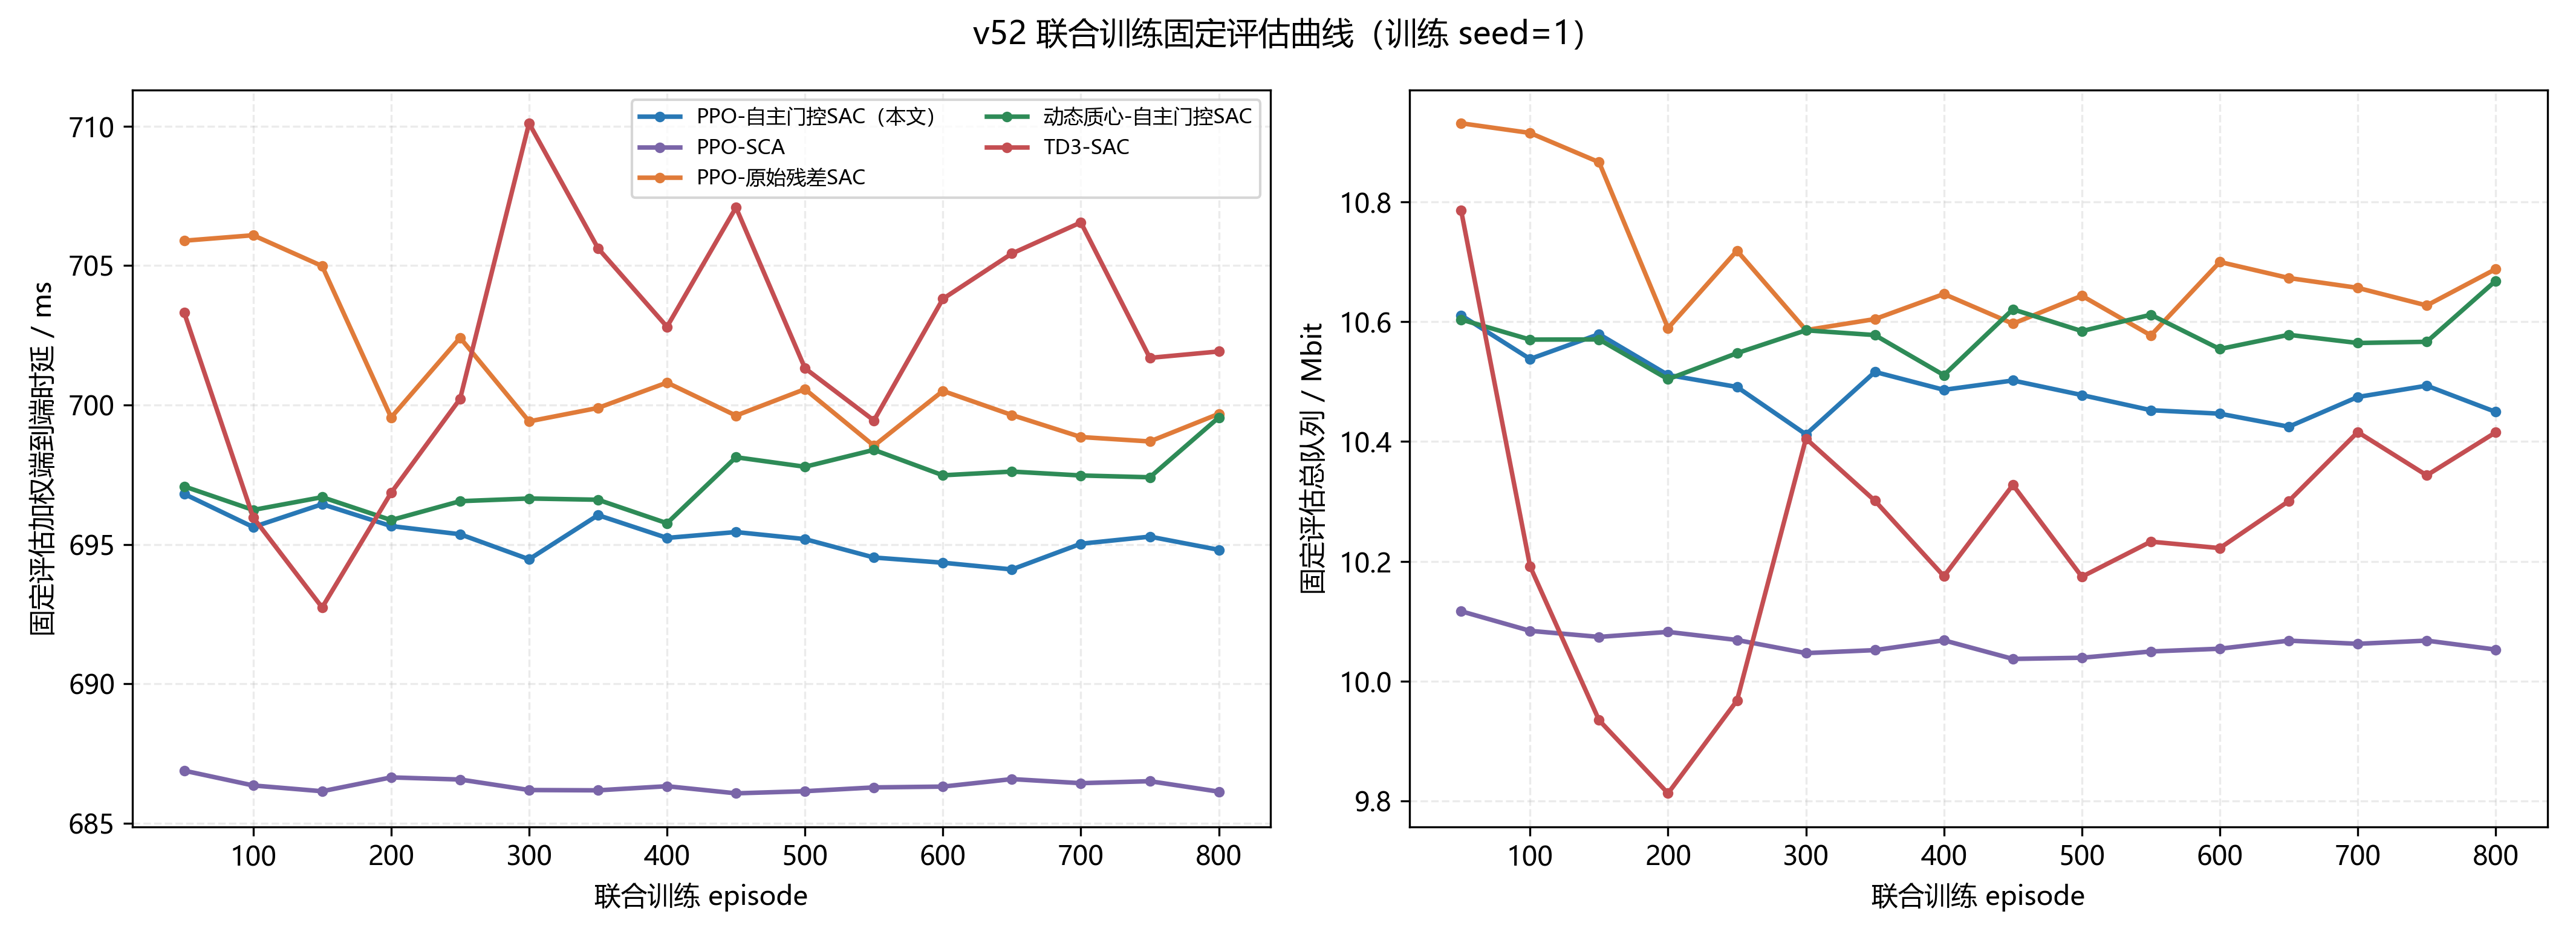 v52 联合训练固定评估曲线（训练 seed=1）
固定评估加权端到端时延 / ms
710
705
700
695
690
685
PPO-自主门控SAC（本文）
PPO-SCA
PPO-原始残差SAC
动态质心-自主门控SAC
TD3-SAC
100 200 300 400 500 600 700 800
联合训练 episode
固定评估总队列 / Mbit
10.8
10.6
10.4
10.2
10.0
9.8
100 200 300 400 500 600 700 800
联合训练 episode